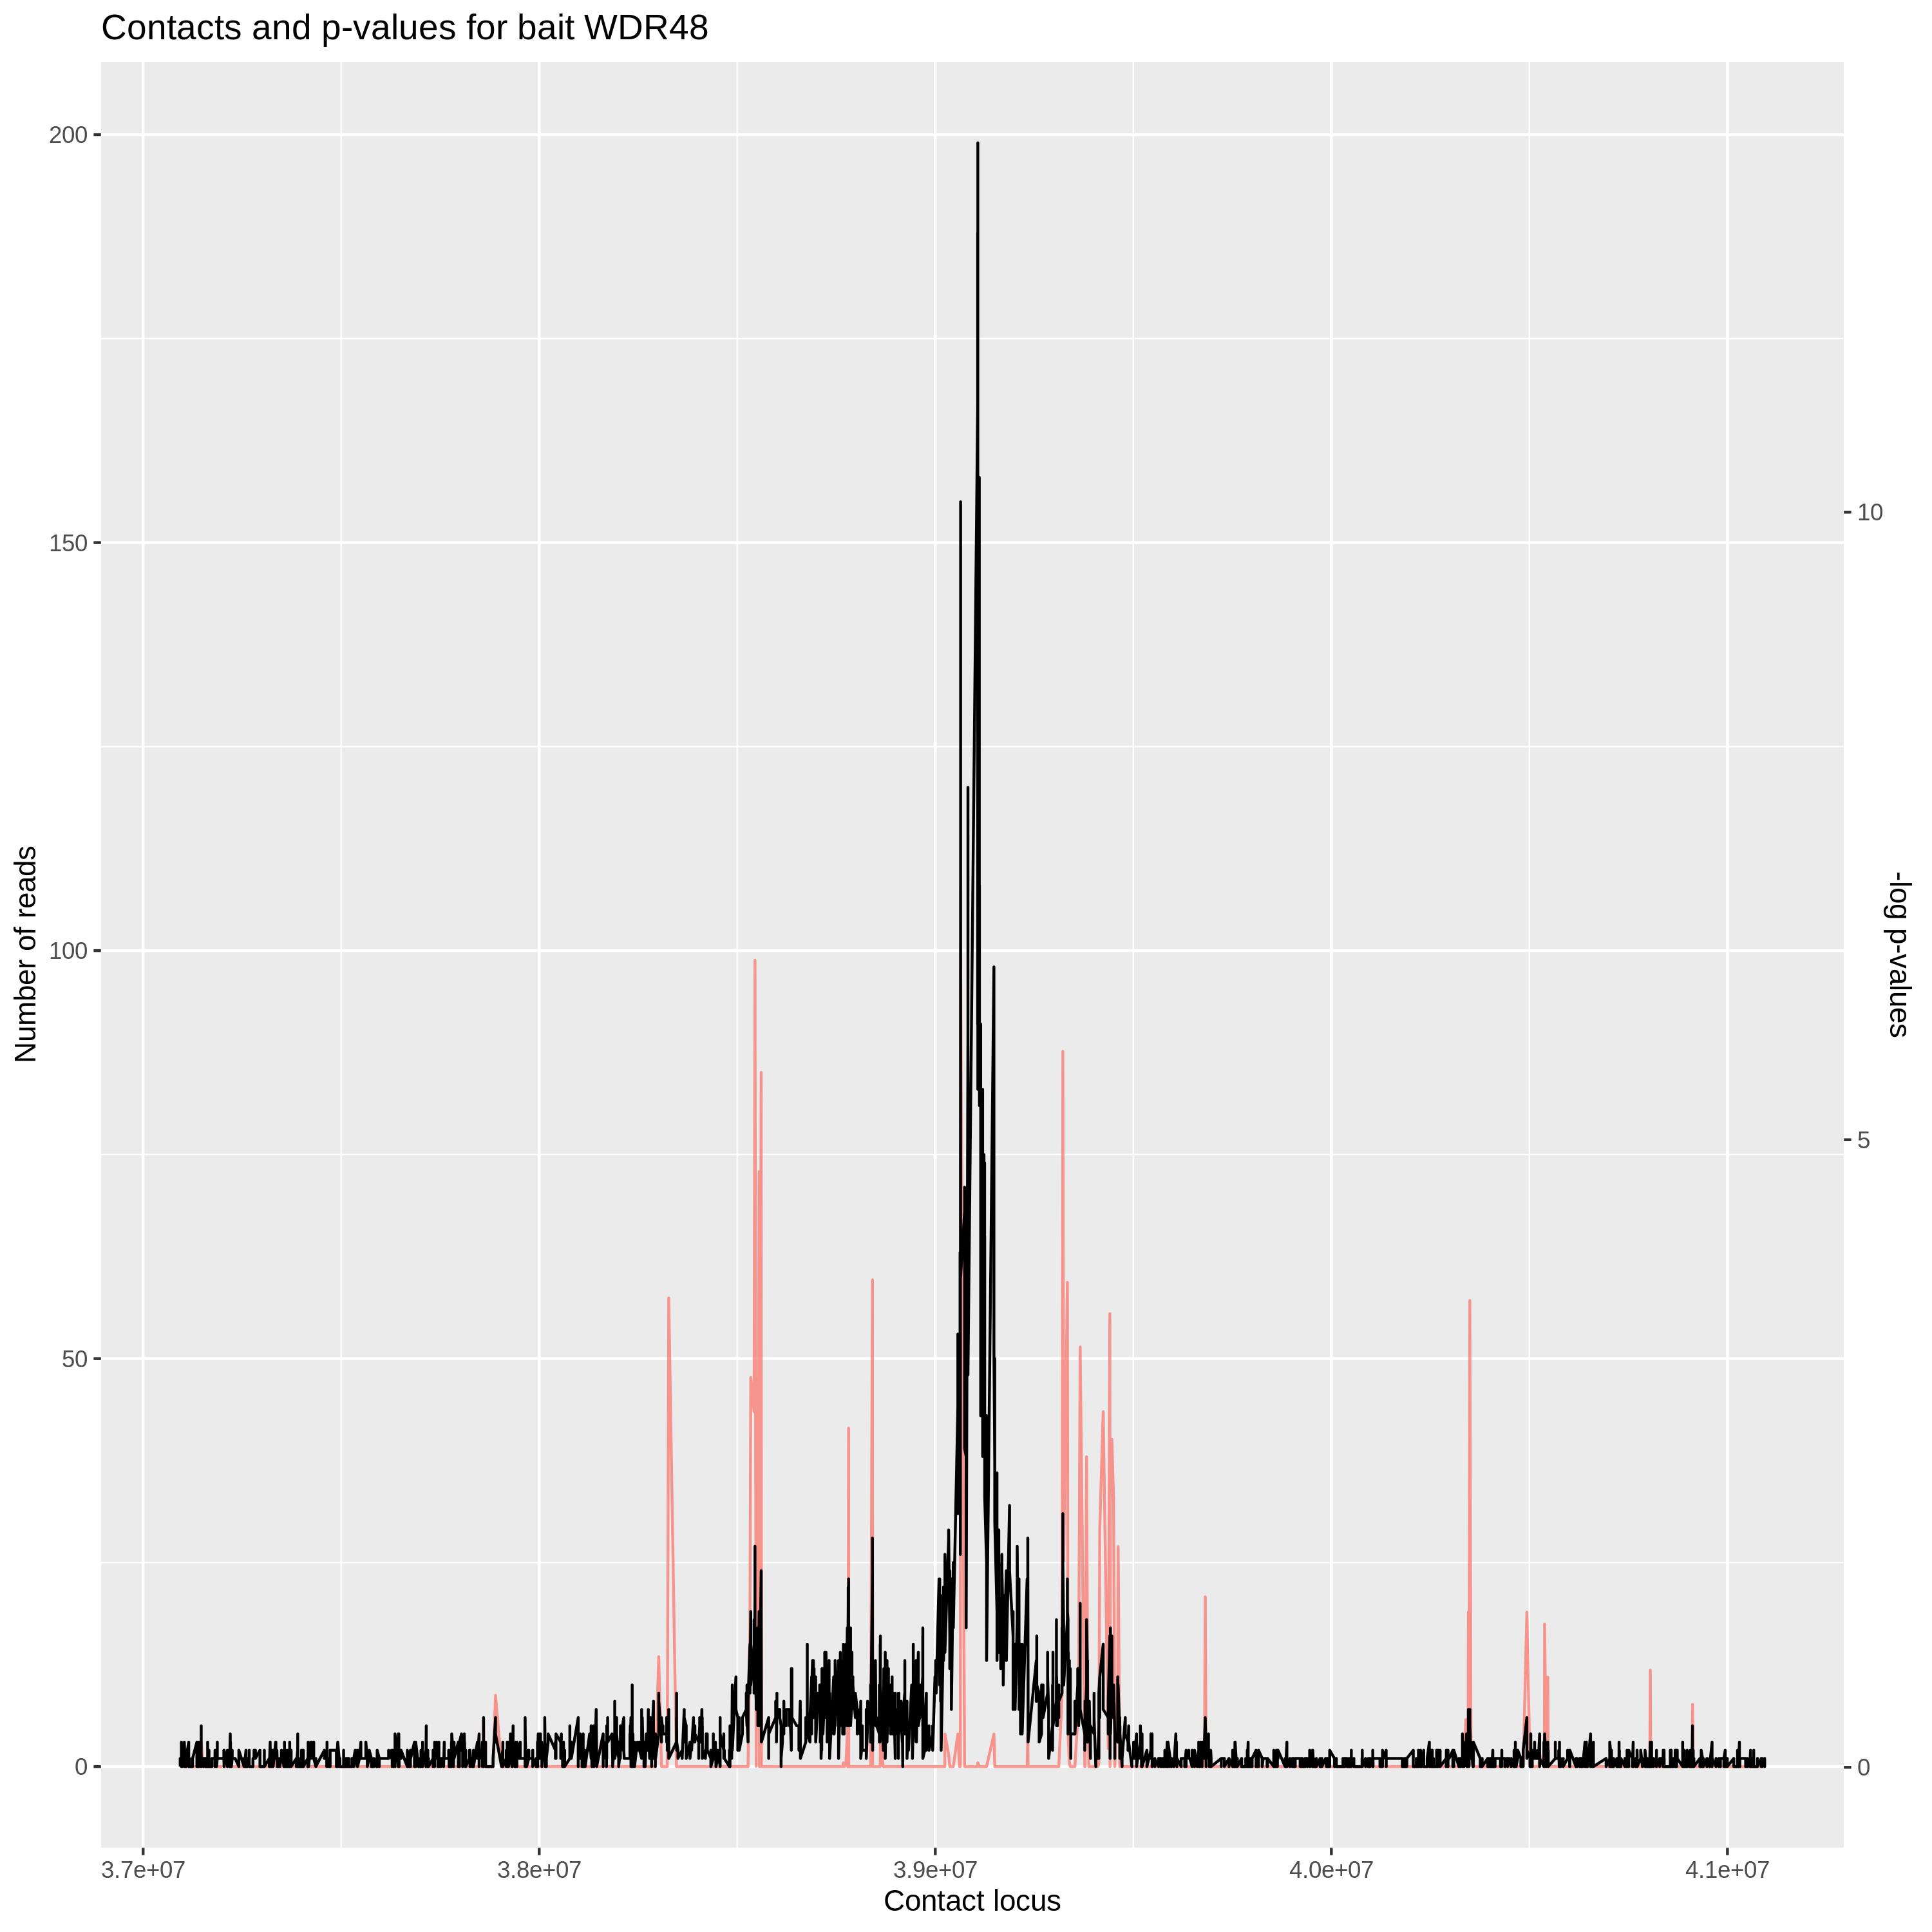 Contacts and p-values for bait WDR48
200
150
100
50
0
Number of reads
10
5
0
-log p-values
3.7e+07
3.8e+07
3.9e+07
4.0e+07
4.1e+07
Contact locus